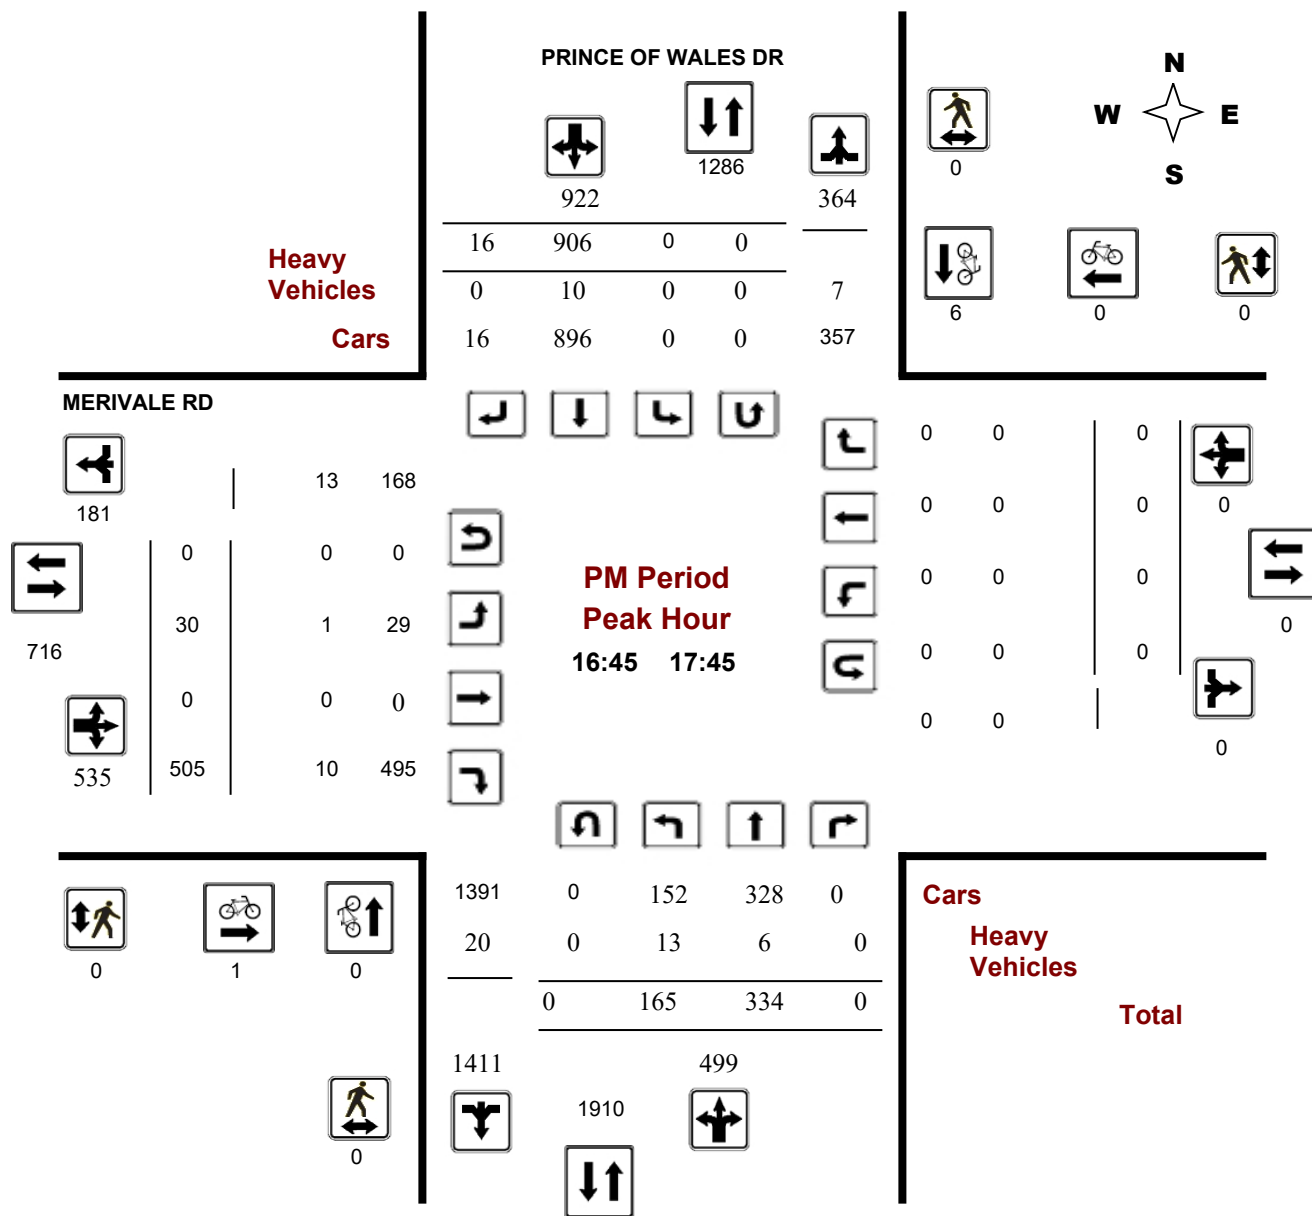 PRINCE OF WALES DR
N
W E
S
1286
0
922 364
16 906 0 0
Heavy
Vehicles
0 10 0 0 7
6 0 0
Cars
16 896 0 0 357
MERIVALE RD
0 0 0
13 168
181
0 0 0
0
0 0 0
PM Period
0 0 0
Peak Hour
30 1 29
0
716
16:45 17:45
0 0 0
0 0 0
0 0
0
535
505 10 495
1391 0 152 328 0
Cars
20 0 13 6 0
Heavy
Vehicles
0 1 0
0 165 334 0
Total
1411 499
1910
0